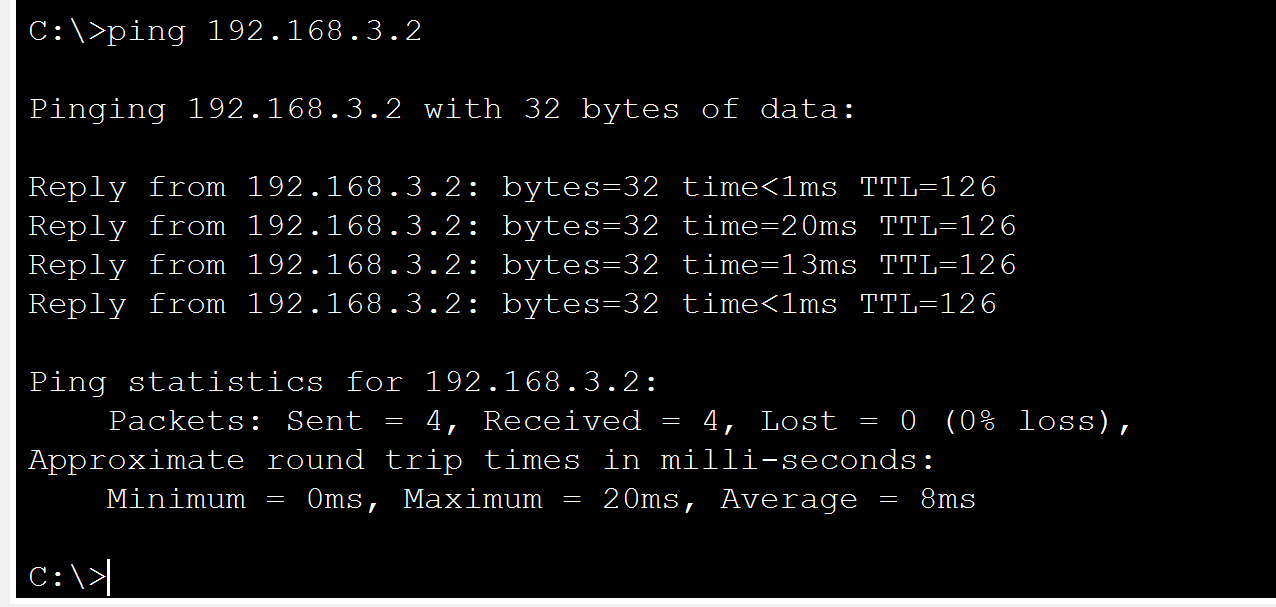 C:\>ping 192.168.3.2
Pinging 192.168.3.2 with 32 bytes of data:
Reply from 192.168.3.2: bytes=32 time<1ms TTL=126
Reply from 192.168.3.2: bytes=32 time=20ms TTL=126
Reply from 192.168.3.2: bytes=32 time=13ms TTL=126
Reply from 192.168.3.2: bytes=32 time<1ms TTL=126
Ping statistics for 192.168.3.2:
    Packets: Sent = 4, Received = 4, Lost = 0 (0% loss),
Approximate round trip times in milli-seconds:
    Minimum = 0ms, Maximum = 20ms, Average = 8ms
C:\>